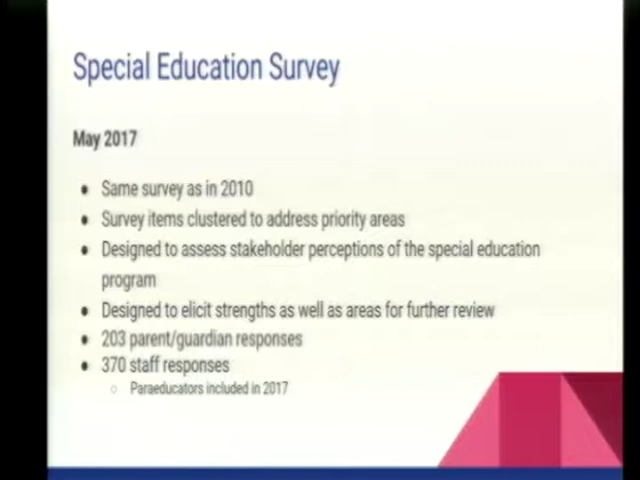 Special Education Survey
May 2017
• Same survey as in 2010
• Survey items clustered to address priority areas
• Designed to assess stakeholder perceptions of the special education
program
• Designed to elicit strengths as well as areas for further review
• 203 parent/guardian responses
• 370 staff responses
○ Paraeducators included in 2017